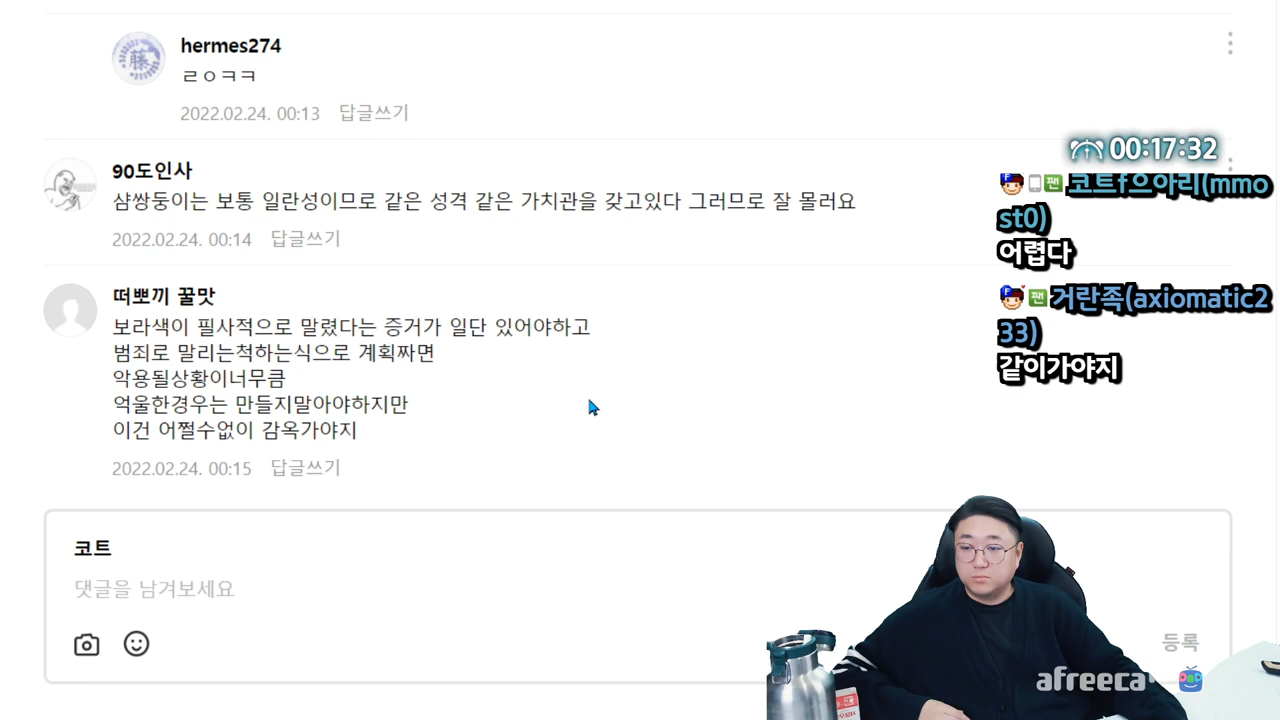 hermes274
ㄹㅇㅋㅋ
2022.02.24. 00:13 답글쓰기
90도인사
샴쌍둥이는 보통 일란성이므로 같은 성격 같은 가치관을 갖고있다 그러므로 잘 몰러요
2022.02.24. 00:14 답글쓰기
떠뽀끼 꿀맛
보라색이 필사적으로 말렸다는 증거가 일단 있어야하고
범죄로 말리는척하는식으로 계획짜면
악용될상황이너무큼
억울한경우는 만들지말아야하지만
이건 어쩔수없이 감옥가야지
2022.02.24. 00:15 답글쓰기
코트
댓글을 남겨보세요
등록
00:17:32
코트f으아리(mmo
st0)
어렵다
거란족(axiomatic2
33)
같이가야지
afreeca